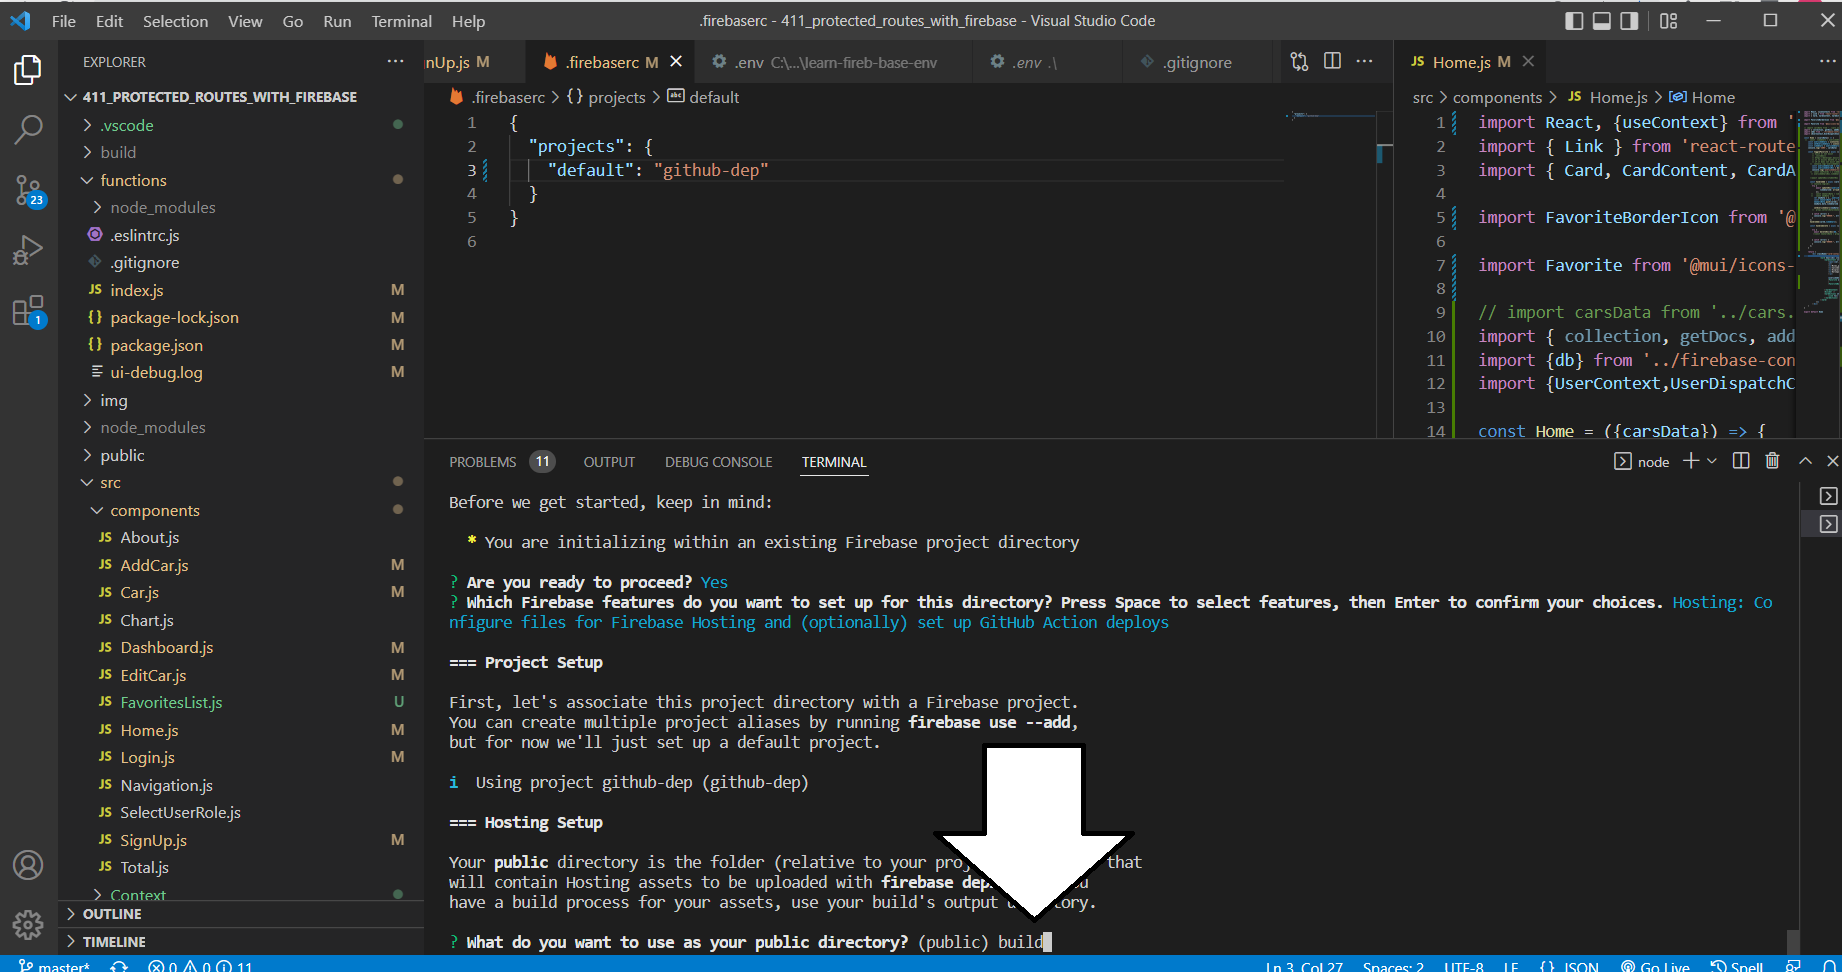 File Edit Selection View Go Run Terminal Help
.firebaserc - 411_protected_routes_with_firebase - Visual Studio Code
EXPLORER
411_PROTECTED_ROUTES_WITH_FIREBASE
.vscode
build
functions
node_modules
.eslintrc.js
.gitignore
JS index.js M
{} package-lock.json M
{} package.json M
ui-debug.log M
img
node_modules
public
src
components
JS About.js
JS AddCar.js M
JS Car.js M
JS Chart.js
JS Dashboard.js M
JS EditCar.js M
JS FavoritesList.js U
JS Home.js M
JS Login.js M
JS Navigation.js
JS SelectUserRole.js
JS SignUp.js M
JS Total.js
Context
OUTLINE
TIMELINE
23
1
nUp.js M
.firebaserc M
.env C:\...\learn-fireb-base-env
.env .\
.gitignore
.firebaserc > {} projects > abc default
1 {
2 "projects": {
3 "default": "github-dep"
4 }
5 }
6
JS Home.js M
src > components > JS Home.js > Home
1 import React, {useContext} from '
2 import { Link } from 'react-route
3 import { Card, CardContent, CardA
4
5 import FavoriteBorderIcon from '@
6
7 import Favorite from '@mui/icons-
8
9 // import carsData from '../cars.
10 import { collection, getDocs, add
11 import {db} from '../firebase-con
12 import {UserContext,UserDispatchC
13
14 const Home = ({carsData}) => {
PROBLEMS 11 OUTPUT DEBUG CONSOLE TERMINAL
node
Before we get started, keep in mind:
* You are initializing within an existing Firebase project directory
? Are you ready to proceed? Yes
? Which Firebase features do you want to set up for this directory? Press Space to select features, then Enter to confirm your choices. Hosting: Co
nfigure files for Firebase Hosting and (optionally) set up GitHub Action deploys
=== Project Setup
First, let's associate this project directory with a Firebase project.
You can create multiple project aliases by running firebase use --add,
but for now we'll just set up a default project.
i Using project github-dep (github-dep)
=== Hosting Setup
Your public directory is the folder (relative to your that
will contain Hosting assets to be uploaded with firebase
have a build process for your assets, use your build's output
? What do you want to use as your public directory? (public) build
master* 0 0 11
Ln 3, Col 27 Spaces: 2 UTF-8 LF {} JSON Go Live Spell